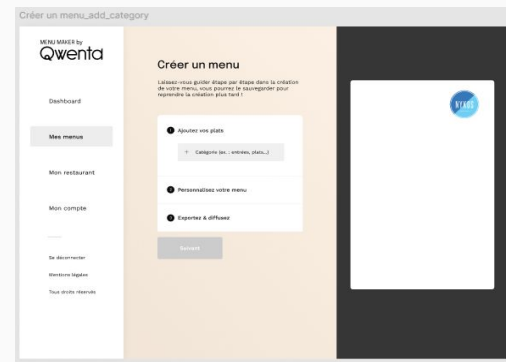 Créer un menu_add_category
MENU MAKER by
Qwenta
Dashboard
Mes menus
Mon restaurant
Mon compte
Se déconnecter
Mentions légales
Tous droits réservés
Créer un menu
Laissez-vous guider étape par étape dans la création
de votre menu, vous pourrez le sauvegarder pour
reprendre la création plus tard !
1 Ajoutez vos plats
+ Catégorie (ex. : entrées, plats…)
Personnalisez votre menu
Exportez & diffusez
Suivant
NYKOS